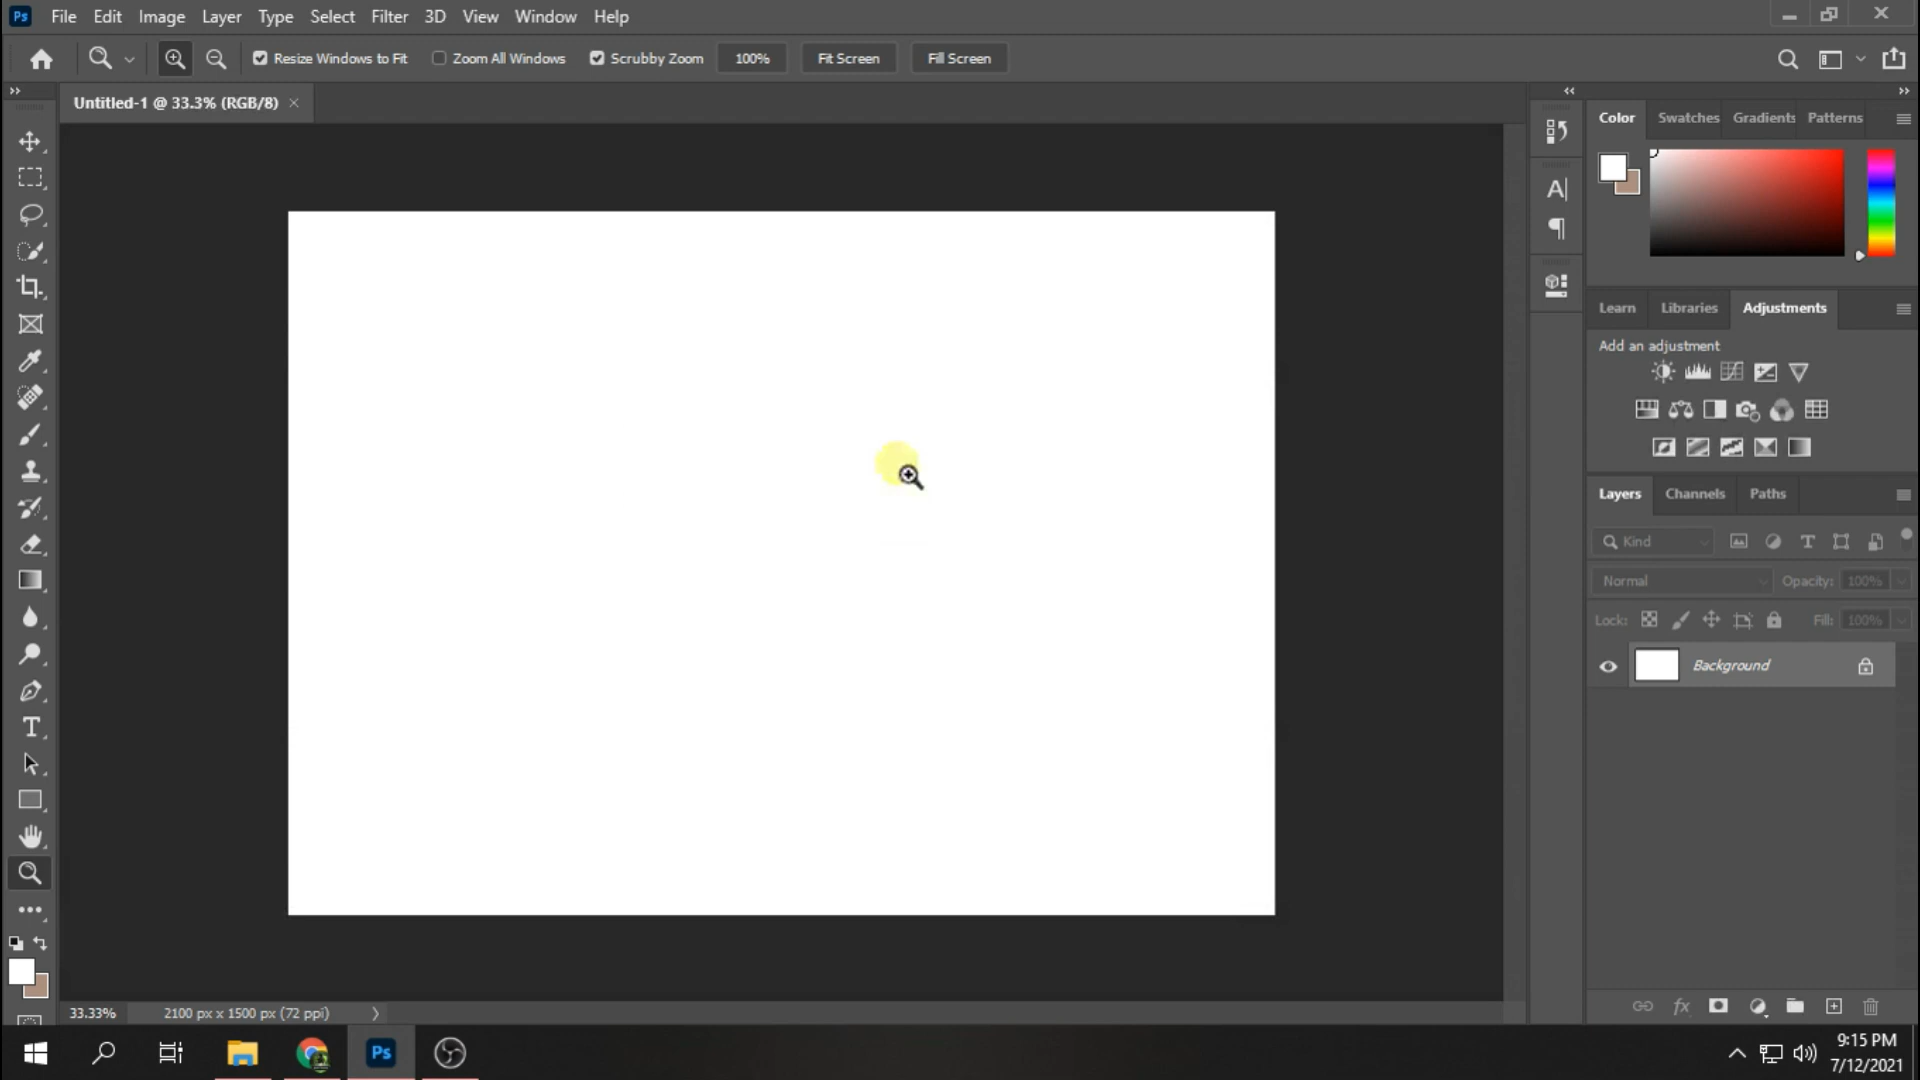 Ps File Edit Image Layer Type Select Filter 3D View Window Help
Resize Windows to Fit Zoom All Windows Scrubby Zoom 100% Fit Screen Fill Screen
Untitled-1 @ 33.3% (RGB/8) ×
Color Swatches Gradients Patterns
Learn Libraries Adjustments
Add an adjustment
Layers Channels Paths
Kind
Normal Opacity: 100%
Lock: Fill: 100%
Background
33.33% 2100 px x 1500 px (72 ppi)
Ps
9:15 PM
7/12/2021